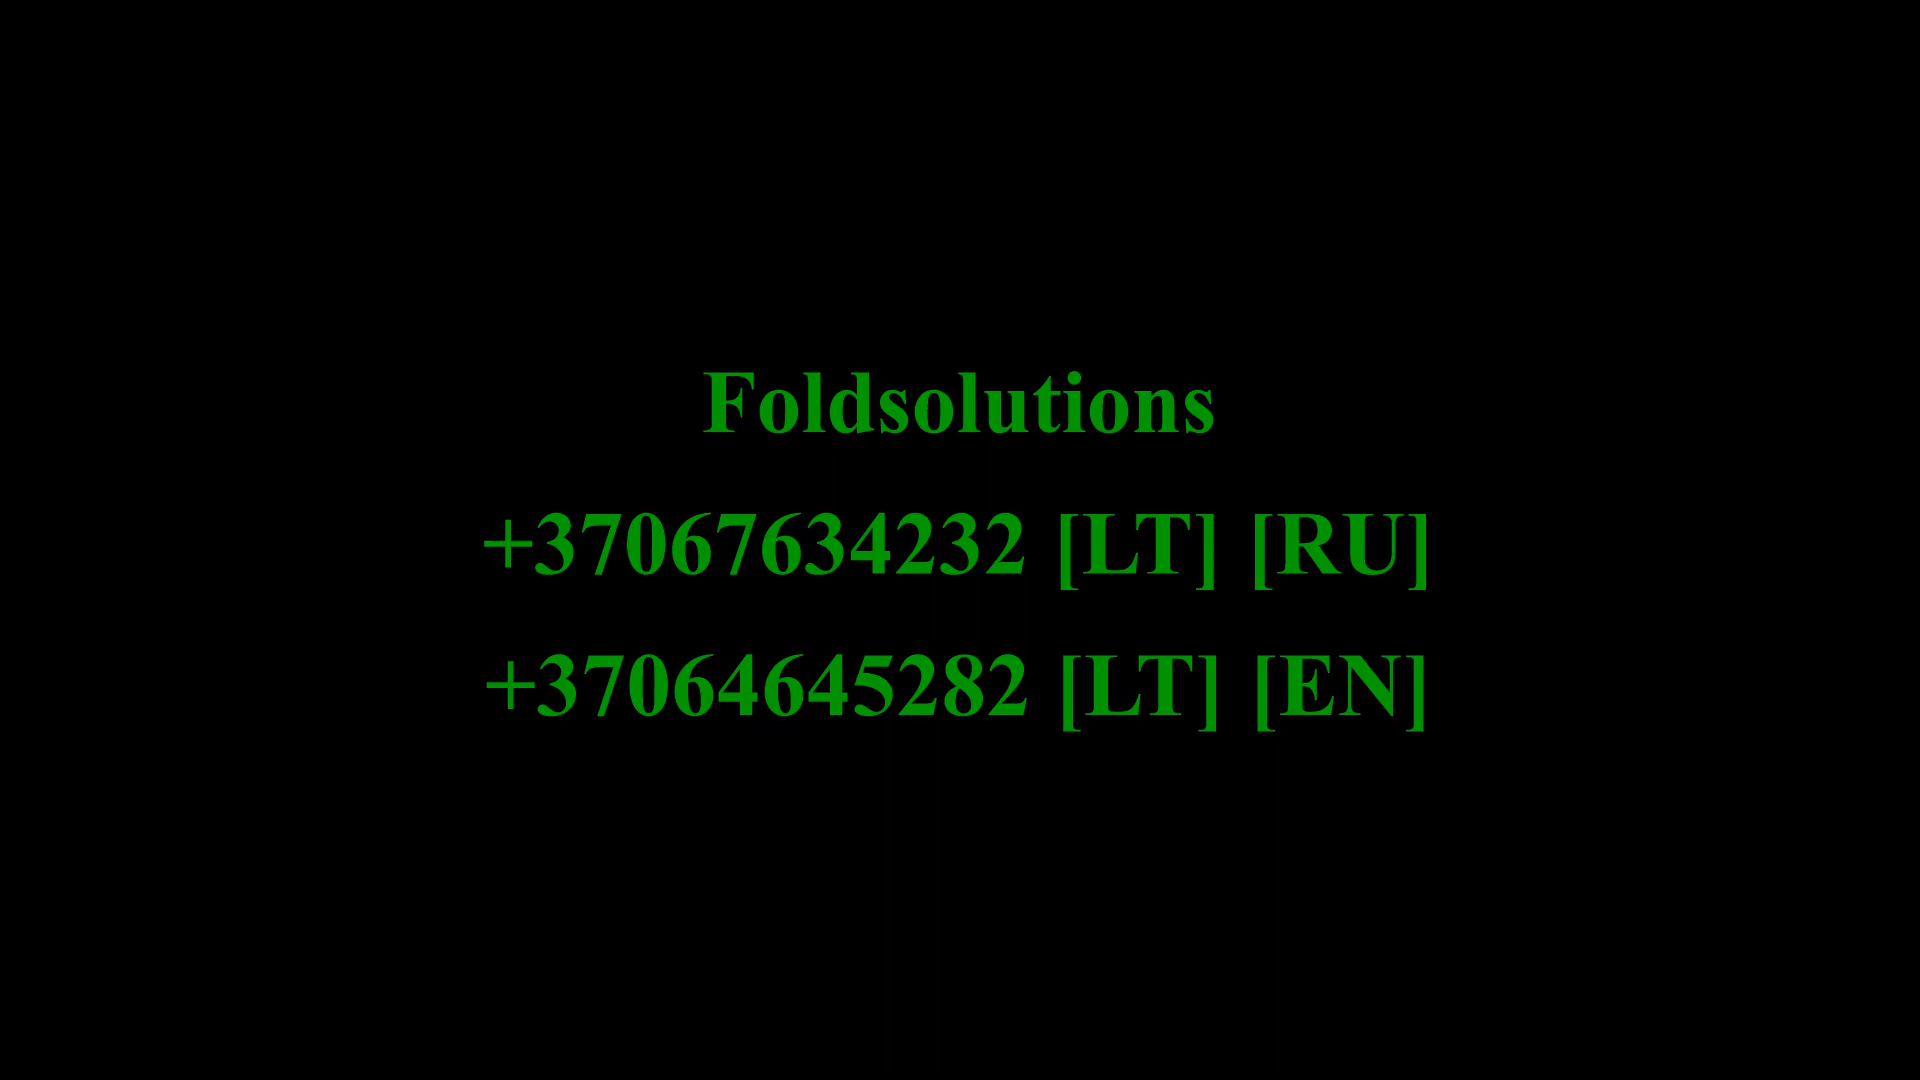 Foldsolutions
+37067634232 [LT] [RU]
+37064645282 [LT] [EN]